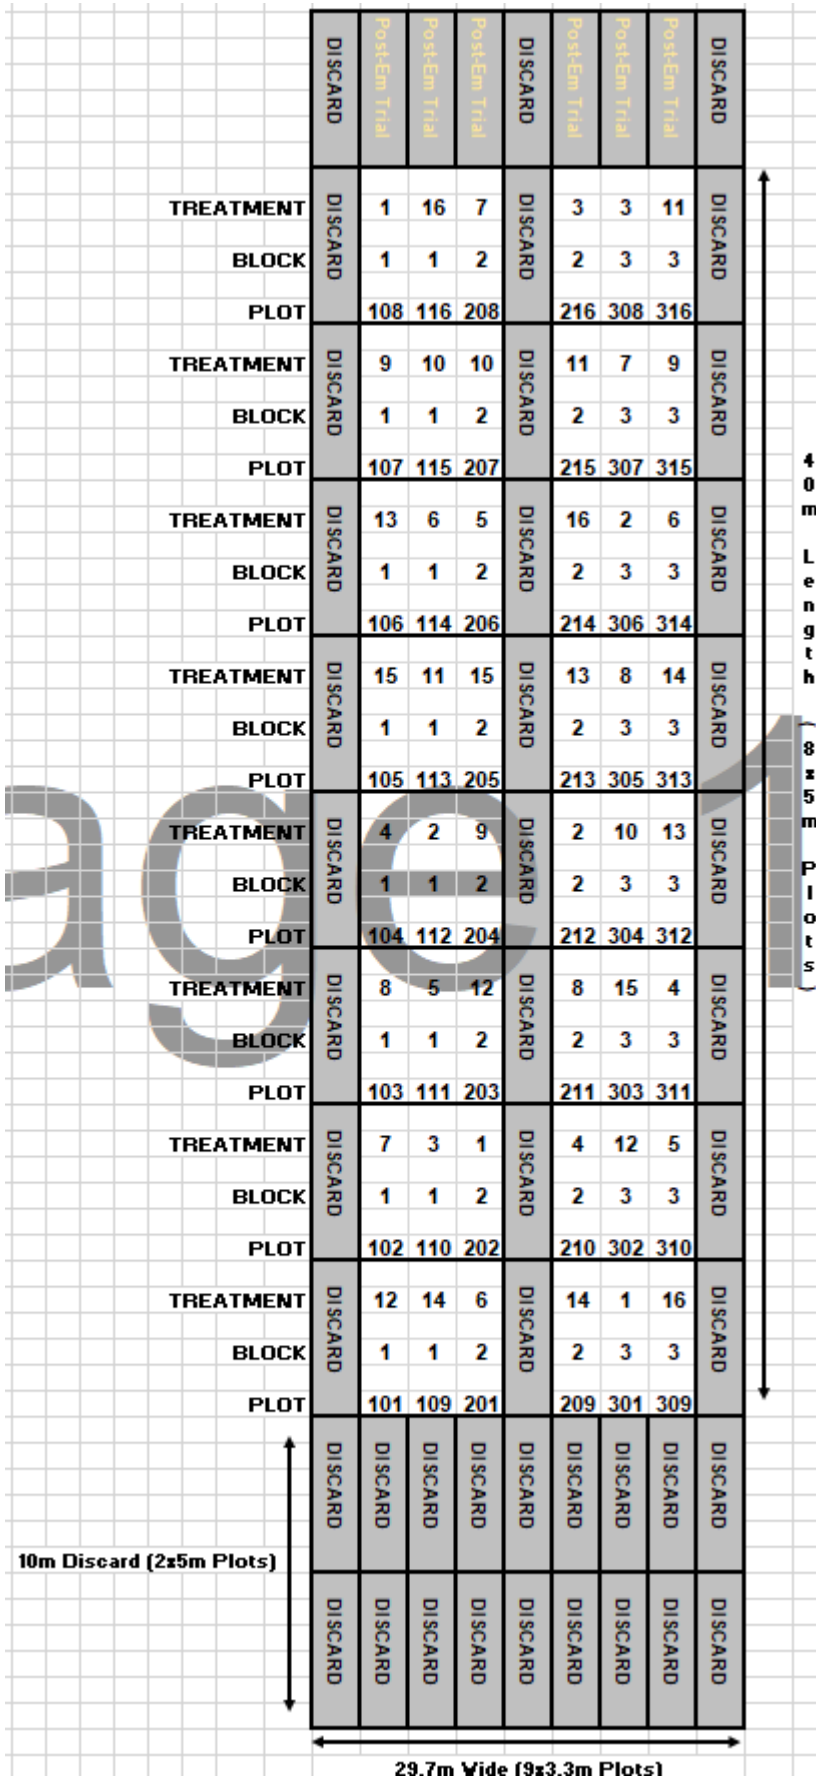 DISCARD Post-Em Trial Post-Em Trial Post-Em Trial DISCARD Post-Em Trial Post-Em Trial Post-Em Trial DISCARD
DISCARD DISCARD DISCARD
TREATMENT 1 16 7 3 3 11
BLOCK 1 1 2 2 3 3
PLOT 108 116 208 216 308 316
DISCARD DISCARD DISCARD
TREATMENT 9 10 10 11 7 9
BLOCK 1 1 2 2 3 3
PLOT 107 115 207 215 307 315
DISCARD DISCARD DISCARD
TREATMENT 13 6 5 16 2 6
BLOCK 1 1 2 2 3 3
PLOT 106 114 206 214 306 314
DISCARD DISCARD DISCARD
TREATMENT 15 11 15 13 8 14
BLOCK 1 1 2 2 3 3
PLOT 105 113 205 213 305 313
DISCARD DISCARD DISCARD
TREATMENT 4 2 9 2 10 13
BLOCK 1 1 2 2 3 3
PLOT 104 112 204 212 304 312
DISCARD DISCARD DISCARD
TREATMENT 8 5 12 8 15 4
BLOCK 1 1 2 2 3 3
PLOT 103 111 203 211 303 311
DISCARD DISCARD DISCARD
TREATMENT 7 3 1 4 12 5
BLOCK 1 1 2 2 3 3
PLOT 102 110 202 210 302 310
DISCARD DISCARD DISCARD
TREATMENT 12 14 6 14 1 16
BLOCK 1 1 2 2 3 3
PLOT 101 109 201 209 301 309
DISCARD DISCARD DISCARD DISCARD DISCARD DISCARD DISCARD DISCARD DISCARD
10m Discard (2x5m Plots)
DISCARD DISCARD DISCARD DISCARD DISCARD DISCARD DISCARD DISCARD DISCARD
29.7m Wide (9x3.3m Plots)
40m Length (8x5m Plots)
age 1